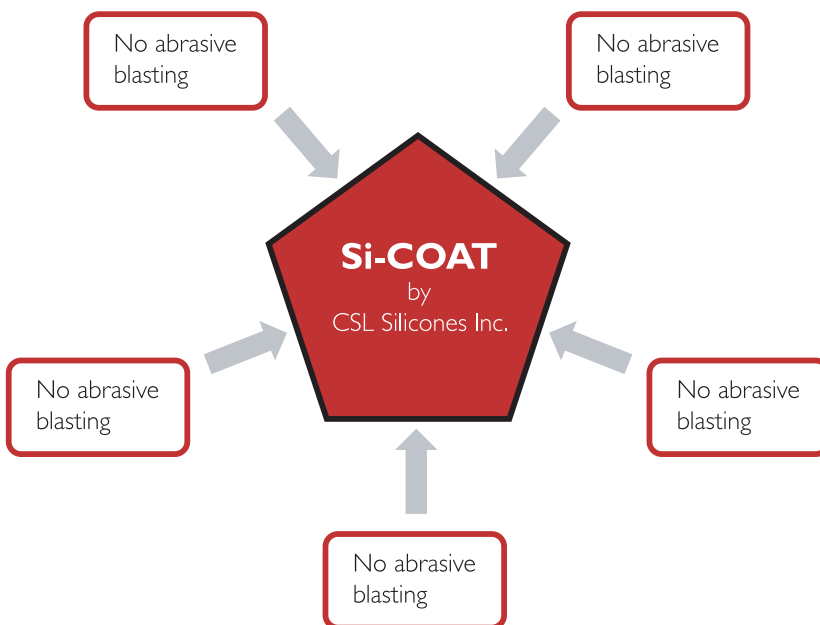 No abrasive
blasting
No abrasive
blasting
Si-COAT
by
CSL Silicones Inc.
No abrasive
blasting
No abrasive
blasting
No abrasive
blasting